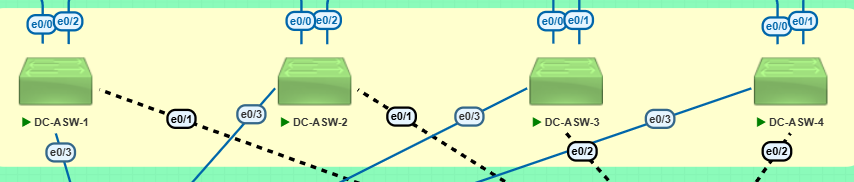 e0/0 e0/2 e0/0 e0/2 e0/0 e0/1 e0/0 e0/1
e0/1 e0/3 e0/1 e0/3 e0/3
DC-ASW-1 DC-ASW-2 DC-ASW-3 DC-ASW-4
e0/3 e0/2 e0/2